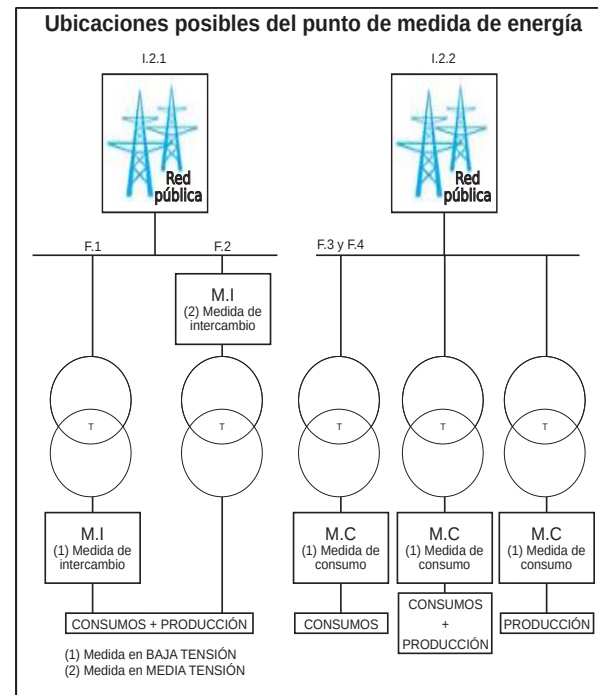 Ubicaciones posibles del punto de medida de energía
I.2.1
I.2.2
Red
pública
Red
pública
F.1
F.2
F.3 y F.4
M.I
(2) Medida de
intercambio
T
T
T
T
T
M.I
(1) Medida de
intercambio
M.C
(1) Medida de
consumo
M.C
(1) Medida de
consumo
M.C
(1) Medida de
consumo
CONSUMOS + PRODUCCIÓN
CONSUMOS
CONSUMOS
+
PRODUCCIÓN
PRODUCCIÓN
(1) Medida en BAJA TENSIÓN
(2) Medida en MEDIA TENSIÓN